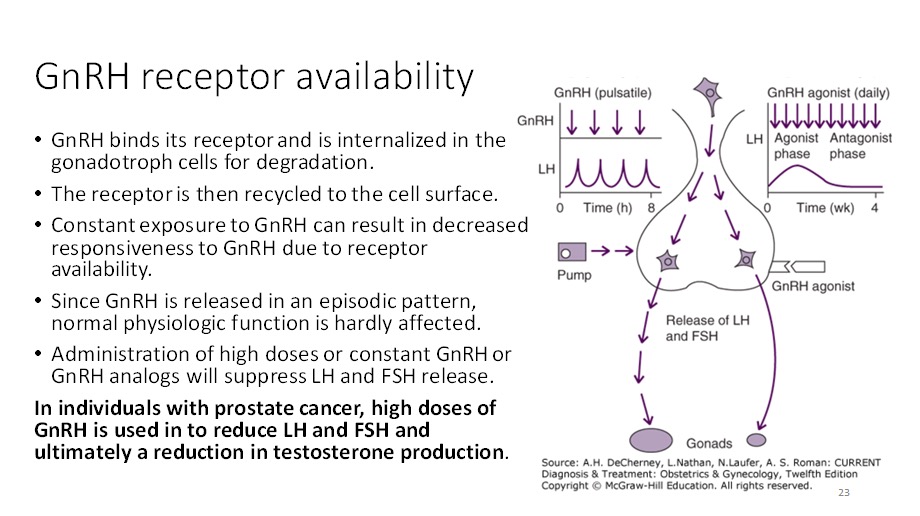 GnRH receptor availability
• GnRH binds its receptor and is internalized in the
gonadotroph cells for degradation.
• The receptor is then recycled to the cell surface.
• Constant exposure to GnRH can result in decreased
responsiveness to GnRH due to receptor
availability.
• Since GnRH is released in an episodic pattern,
normal physiologic function is hardly affected.
• Administration of high doses or constant GnRH or
GnRH analogs will suppress LH and FSH release.
In individuals with prostate cancer, high doses of
GnRH is used in to reduce LH and FSH and
ultimately a reduction in testosterone production.
GnRH (pulsatile)
GnRH
LH
0 Time (h) 8
Pump
GnRH agonist (daily)
LH
Agonist Antagonist
phase phase
0 Time (wk) 4
GnRH agonist
Release of LH
and FSH
Gonads
Source: A.H. DeCherney, L.Nathan, N.Laufer, A. S. Roman: CURRENT
Diagnosis & Treatment: Obstetrics & Gynecology, Twelfth Edition
Copyright © McGraw-Hill Education. All rights reserved.
23